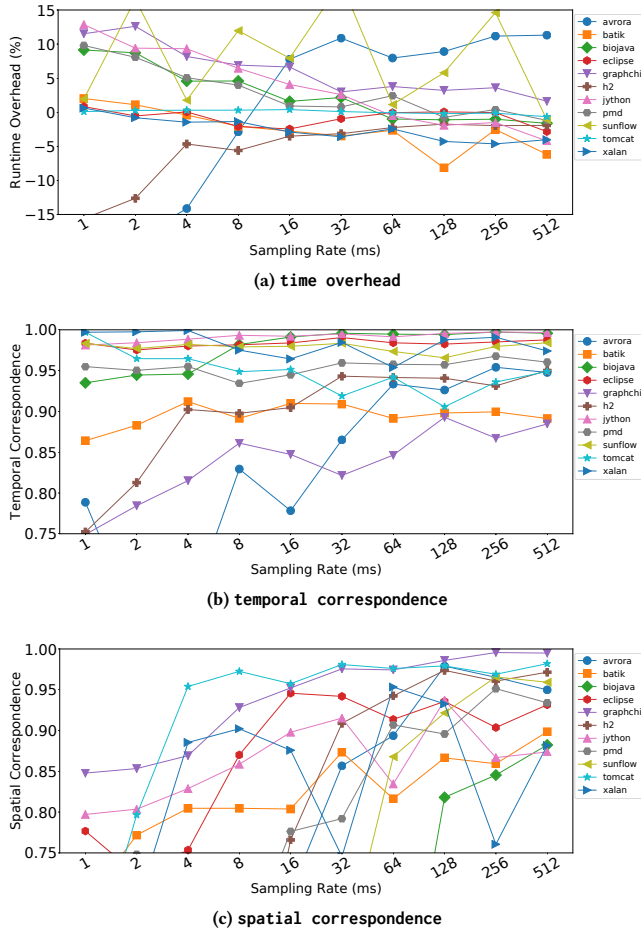 15
10
5
0
−5
−10
−15
Runtime Overhead (%)
1 2 4 8 16 32 64 128 256 512
Sampling Rate (ms)
avrora
batik
biojava
eclipse
graphchi
h2
jython
pmd
sunflow
tomcat
xalan
(a) time overhead
1.00
0.95
0.90
0.85
0.80
0.75
Temporal Correspondence
1 2 4 8 16 32 64 128 256 512
Sampling Rate (ms)
avrora
batik
biojava
eclipse
graphchi
h2
jython
pmd
sunflow
tomcat
xalan
(b) temporal correspondence
1.00
0.95
0.90
0.85
0.80
0.75
Spatial Correspondence
1 2 4 8 16 32 64 128 256 512
Sampling Rate (ms)
avrora
batik
biojava
eclipse
graphchi
h2
jython
pmd
sunflow
tomcat
xalan
(c) spatial correspondence